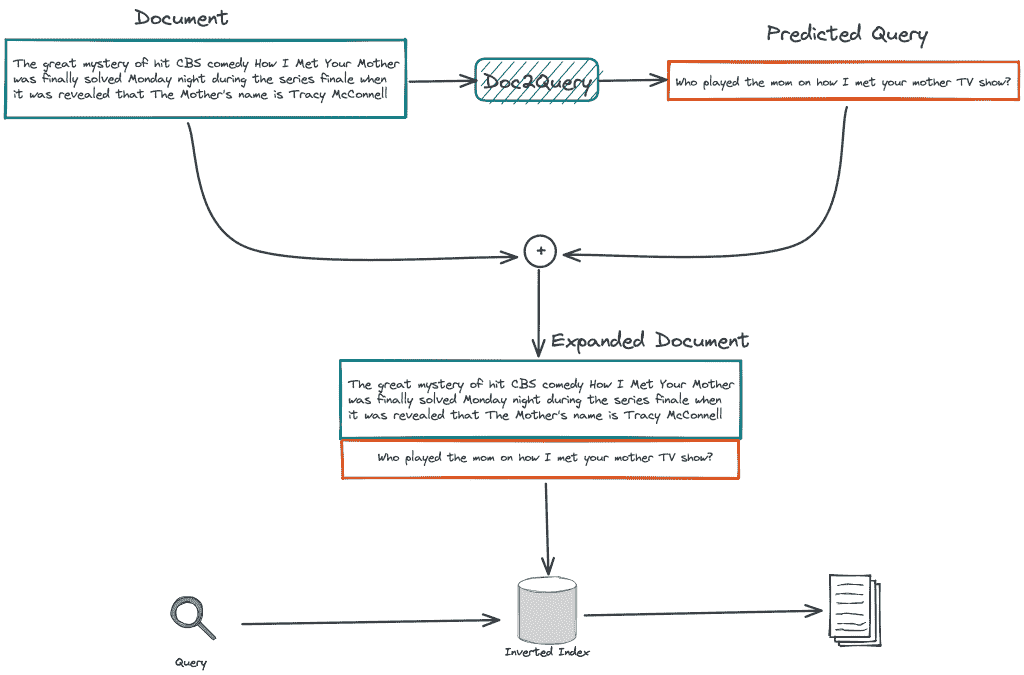 Document
Predicted Query
The great mystery of hit CBS comedy How I Met Your Mother
was finally solved Monday night during the series finale when
it was revealed that The Mother's name is Tracy McConnell
Doc2Query
Who played the mom on how I met your mother TV show?
+
Expanded Document
The great mystery of hit CBS comedy How I Met Your Mother
was finally solved Monday night during the series finale when
it was revealed that The Mother's name is Tracy McConnell
Who played the mom on how I met your mother TV show?
Query
Inverted Index